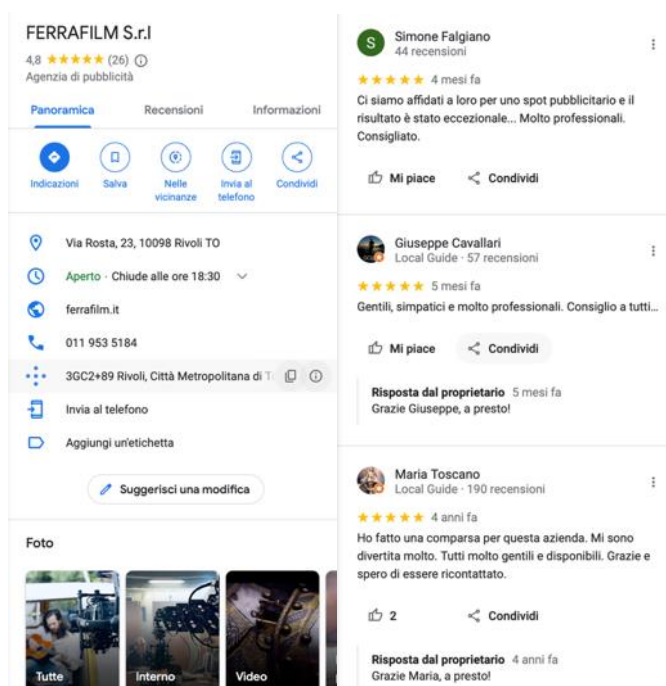 FERRAFILM S.r.l
4,8 ★★★★★ (26)
Agenzia di pubblicità
Panoramica Recensioni Informazioni
Indicazioni
Salva
Nelle
vicinanze
Invia al
telefono
Condividi
Via Rosta, 23, 10098 Rivoli TO
Aperto · Chiude alle ore 18:30
ferrafilm.it
011 953 5184
3GC2+89 Rivoli, Città Metropolitana di T
Invia al telefono
Aggiungi un'etichetta
Suggerisci una modifica
Foto
Tutte
Interno
Video
S
Simone Falgiano
44 recensioni
★★★★★ 4 mesi fa
Ci siamo affidati a loro per uno spot pubblicitario e il
risultato è stato eccezionale... Molto professionali.
Consigliato.
Mi piace Condividi
Giuseppe Cavallari
Local Guide · 57 recensioni
★★★★★ 5 mesi fa
Gentili, simpatici e molto professionali. Consiglio a tutti...
Mi piace Condividi
Risposta dal proprietario 5 mesi fa
Grazie Giuseppe, a presto!
Maria Toscano
Local Guide · 190 recensioni
★★★★★ 4 anni fa
Ho fatto una comparsa per questa azienda. Mi sono
divertita molto. Tutti molto gentili e disponibili. Grazie e
spero di essere ricontattato.
2 Condividi
Risposta dal proprietario 4 anni fa
Grazie Maria, a presto!